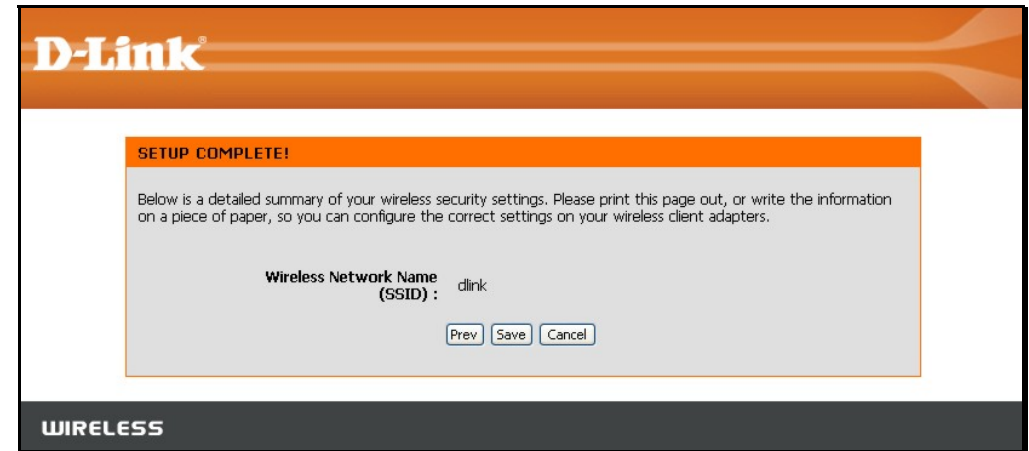 D-Link®
SETUP COMPLETE!
Below is a detailed summary of your wireless security settings. Please print this page out, or write the information
on a piece of paper, so you can configure the correct settings on your wireless client adapters.
Wireless Network Name
(SSID) : dlink
Prev Save Cancel
WIRELESS